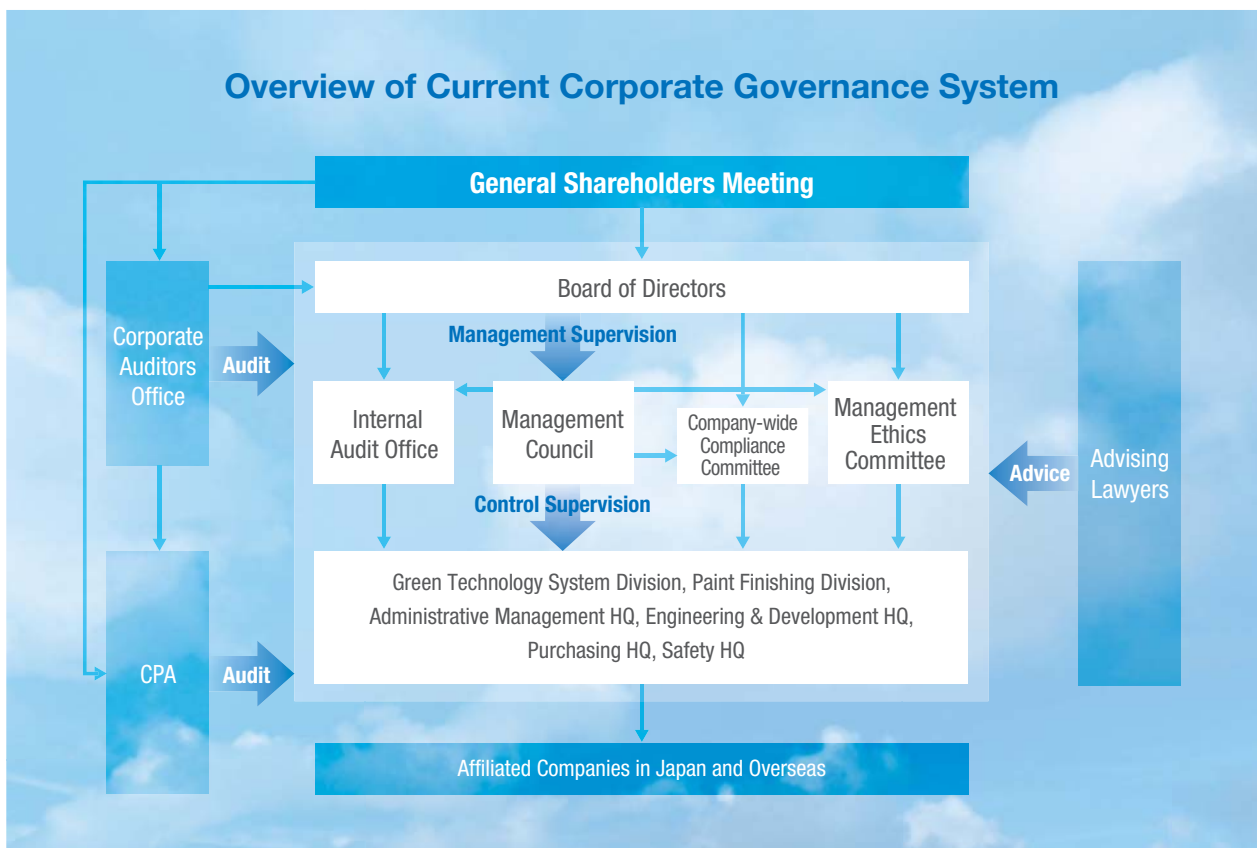 Overview of Current Corporate Governance System
General Shareholders Meeting
Board of Directors
Corporate
Auditors
Office
Audit
Management Supervision
Internal
Audit Office
Management
Council
Company-wide
Compliance
Committee
Management
Ethics
Committee
Advice
Advising
Lawyers
Control Supervision
Green Technology System Division, Paint Finishing Division,
Administrative Management HQ, Engineering & Development HQ,
Purchasing HQ, Safety HQ
CPA
Audit
Affiliated Companies in Japan and Overseas